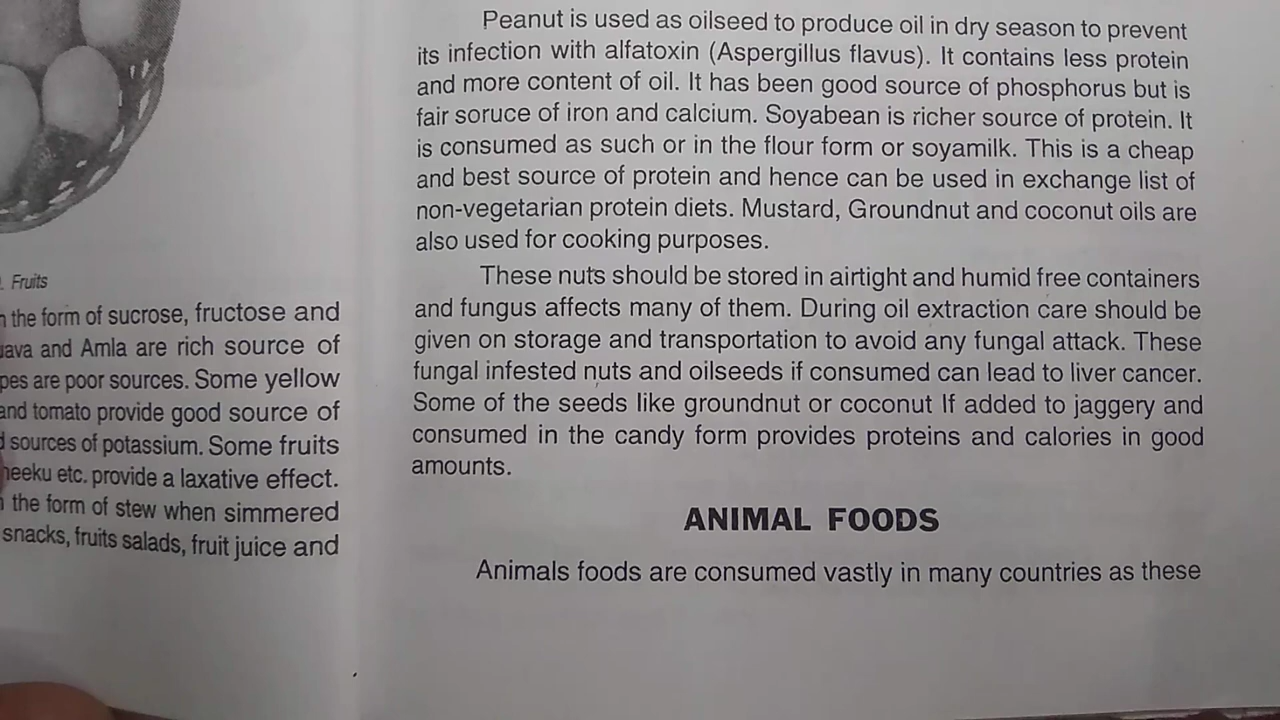 . Fruits
the form of sucrose, fructose and
and Amla are rich source of
are poor sources. Some yellow
and tomato provide good source of
sources of potassium. Some fruits
etc. provide a laxative effect.
the form of stew when simmered
snacks, fruits salads, fruit juice and
Peanut is used as oilseed to produce oil in dry season to prevent
its infection with alfatoxin (Aspergillus flavus). It contains less protein
and more content of oil. It has been good source of phosphorus but is
fair soruce of iron and calcium. Soyabean is richer source of protein. It
is consumed as such or in the flour form or soyamilk. This is a cheap
and best source of protein and hence can be used in exchange list of
non-vegetarian protein diets. Mustard, Groundnut and coconut oils are
also used for cooking purposes.
These nuts should be stored in airtight and humid free containers
and fungus affects many of them. During oil extraction care should be
given on storage and transportation to avoid any fungal attack. These
fungal infested nuts and oilseeds if consumed can lead to liver cancer.
Some of the seeds like groundnut or coconut If added to jaggery and
consumed in the candy form provides proteins and calories in good
amounts.
ANIMAL FOODS
Animals foods are consumed vastly in many countries as these